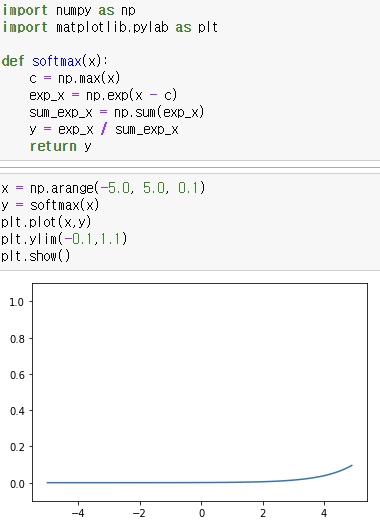 import numpy as np
import matplotlib.pylab as plt
def softmax(x):
    c = np.max(x)
    exp_x = np.exp(x - c)
    sum_exp_x = np.sum(exp_x)
    y = exp_x / sum_exp_x
    return y
x = np.arange(-5.0, 5.0, 0.1)
y = softmax(x)
plt.plot(x,y)
plt.ylim(-0.1,1.1)
plt.show()
1.0
0.8
0.6
0.4
0.2
0.0
−4 −2 0 2 4